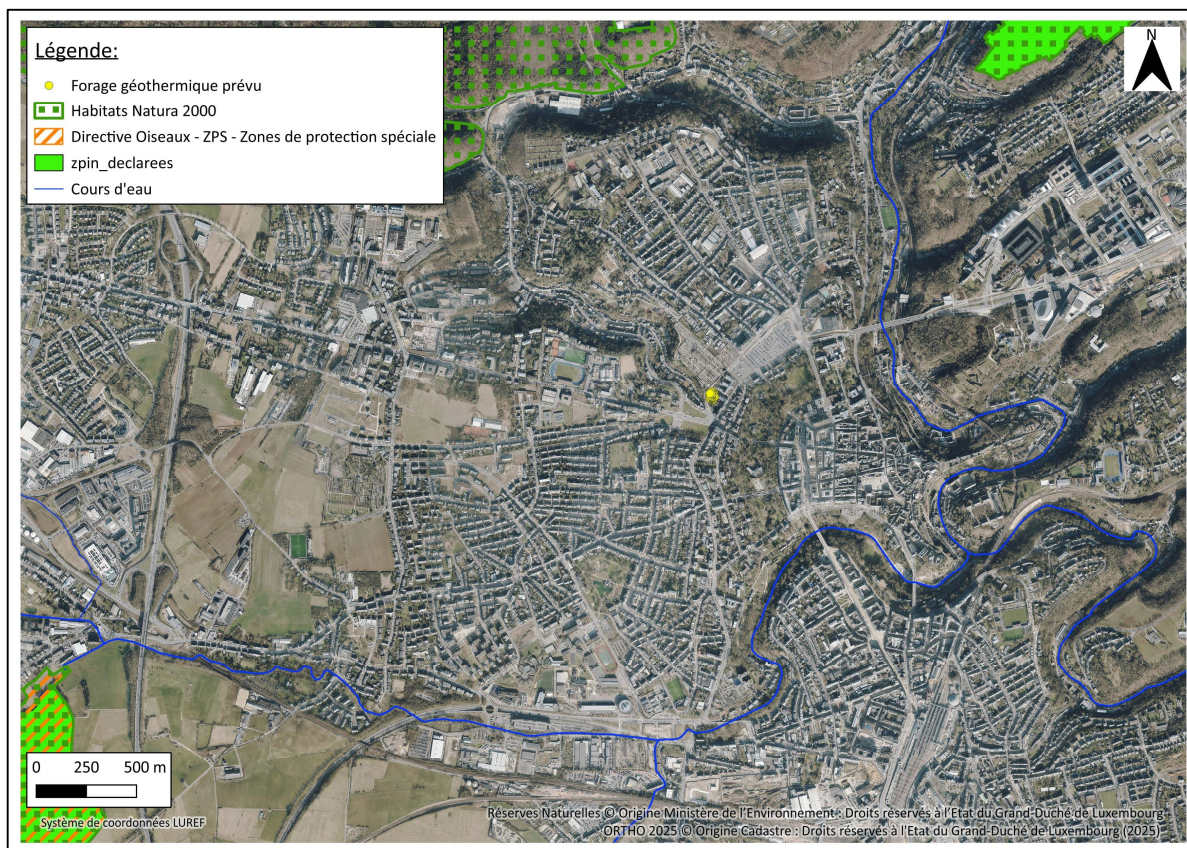 Légende:
Forage géothermique prévu
Habitats Natura 2000
Directive Oiseaux - ZPS - Zones de protection spéciale
zpin_declarees
Cours d'eau
N
0 250 500 m
Système de coordonnées LUREF
Réserves Naturelles © Origine Ministère de l'Environnement : Droits réservés à l'Etat du Grand-Duché de Luxembourg
ORTHO 2025 © Origine Cadastre : Droits réservés à l'Etat du Grand-Duché de Luxembourg (2025)